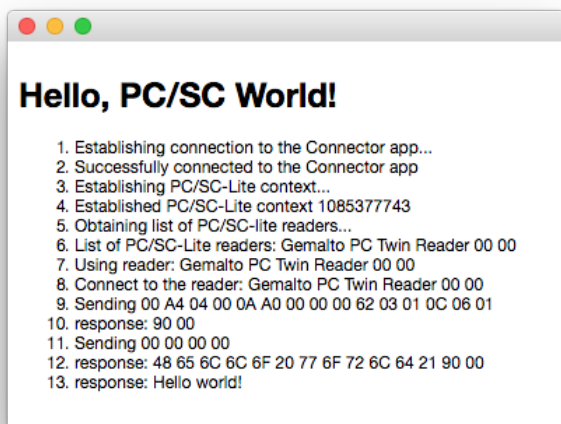 Hello, PC/SC World!
1. Establishing connection to the Connector app...
2. Successfully connected to the Connector app
3. Establishing PC/SC-Lite context...
4. Established PC/SC-Lite context 1085377743
5. Obtaining list of PC/SC-lite readers...
6. List of PC/SC-Lite readers: Gemalto PC Twin Reader 00 00
7. Using reader: Gemalto PC Twin Reader 00 00
8. Connect to the reader: Gemalto PC Twin Reader 00 00
9. Sending 00 A4 04 00 0A A0 00 00 00 62 03 01 0C 06 01
10. response: 90 00
11. Sending 00 00 00 00
12. response: 48 65 6C 6C 6F 20 77 6F 72 6C 64 21 90 00
13. response: Hello world!